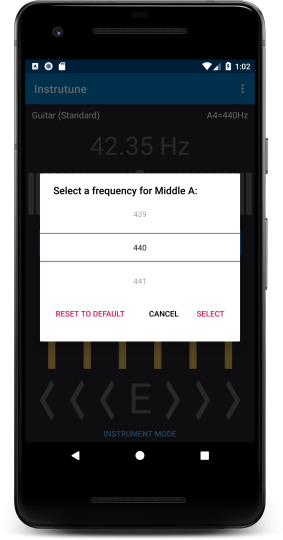 1:02
Instrutune
Guitar (Standard) A4=440Hz
42.35 Hz
Select a frequency for Middle A:
439
440
441
RESET TO DEFAULT CANCEL SELECT
E
INSTRUMENT MODE